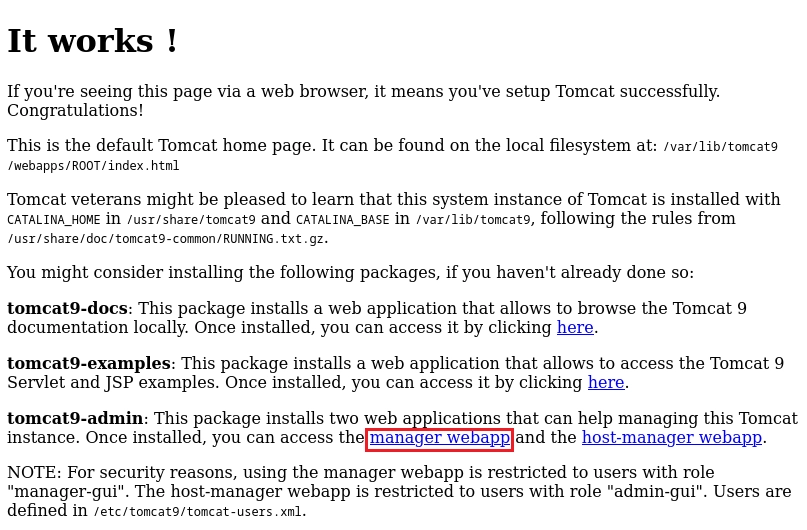 It works !
If you're seeing this page via a web browser, it means you've setup Tomcat successfully.
Congratulations!
This is the default Tomcat home page. It can be found on the local filesystem at: /var/lib/tomcat9
/webapps/ROOT/index.html
Tomcat veterans might be pleased to learn that this system instance of Tomcat is installed with
CATALINA_HOME in /usr/share/tomcat9 and CATALINA_BASE in /var/lib/tomcat9, following the rules from
/usr/share/doc/tomcat9-common/RUNNING.txt.gz.
You might consider installing the following packages, if you haven't already done so:
tomcat9-docs: This package installs a web application that allows to browse the Tomcat 9
documentation locally. Once installed, you can access it by clicking here.
tomcat9-examples: This package installs a web application that allows to access the Tomcat 9
Servlet and JSP examples. Once installed, you can access it by clicking here.
tomcat9-admin: This package installs two web applications that can help managing this Tomcat
instance. Once installed, you can access the manager webapp and the host-manager webapp.
NOTE: For security reasons, using the manager webapp is restricted to users with role
"manager-gui". The host-manager webapp is restricted to users with role "admin-gui". Users are
defined in /etc/tomcat9/tomcat-users.xml.